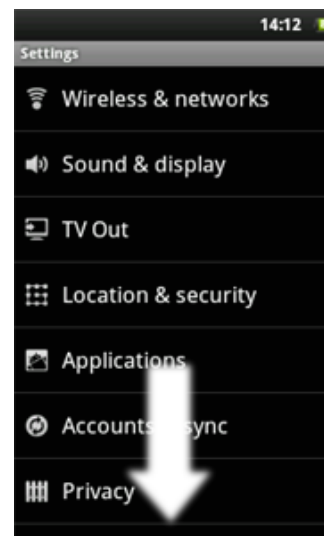 14:12
Settings
Wireless & networks
Sound & display
TV Out
Location & security
Applications
Accounts sync
Privacy